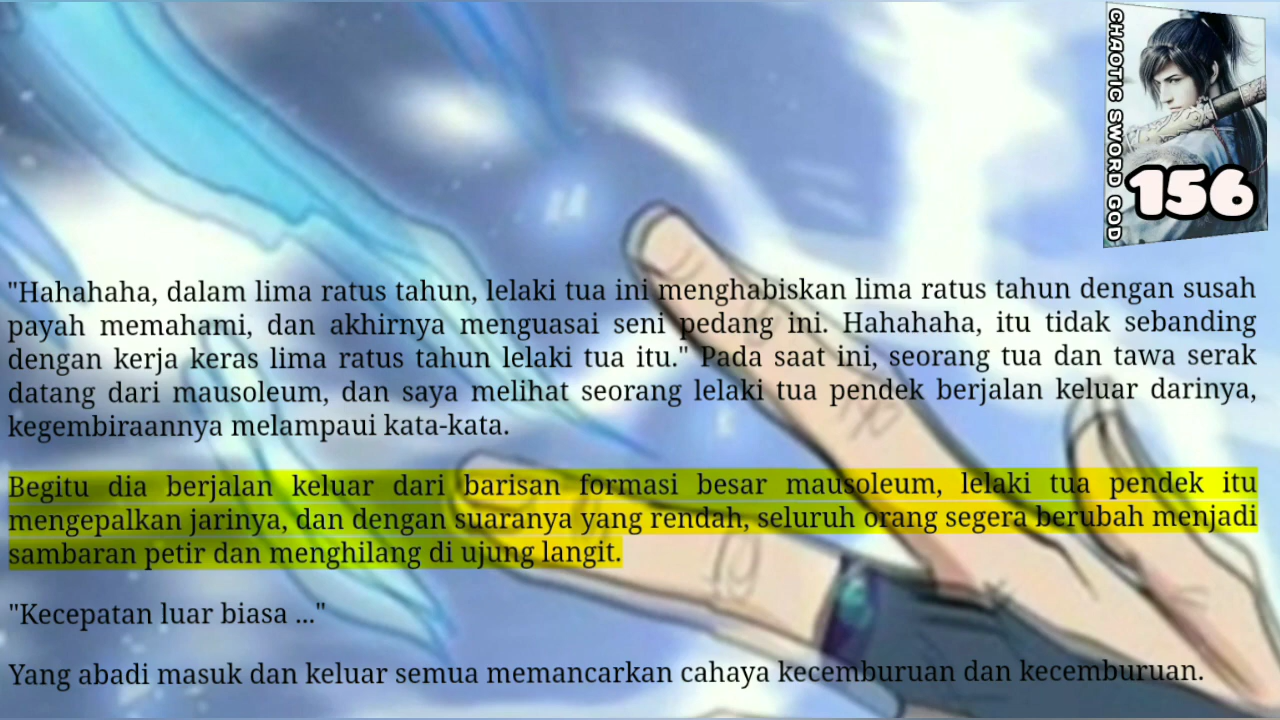 CHAOTIC SWORD GOD
156
"Hahahaha, dalam lima ratus tahun, lelaki tua ini menghabiskan lima ratus tahun dengan susah
payah memahami, dan akhirnya menguasai seni pedang ini. Hahahaha, itu tidak sebanding
dengan kerja keras lima ratus tahun lelaki tua itu." Pada saat ini, seorang tua dan tawa serak
datang dari mausoleum, dan saya melihat seorang lelaki tua pendek berjalan keluar darinya,
kegembiraannya melampaui kata-kata.
Begitu dia berjalan keluar dari barisan formasi besar mausoleum, lelaki tua pendek itu
mengepalkan jarinya, dan dengan suaranya yang rendah, seluruh orang segera berubah menjadi
sambaran petir dan menghilang di ujung langit.
"Kecepatan luar biasa ..."
Yang abadi masuk dan keluar semua memancarkan cahaya kecemburuan dan kecemburuan.